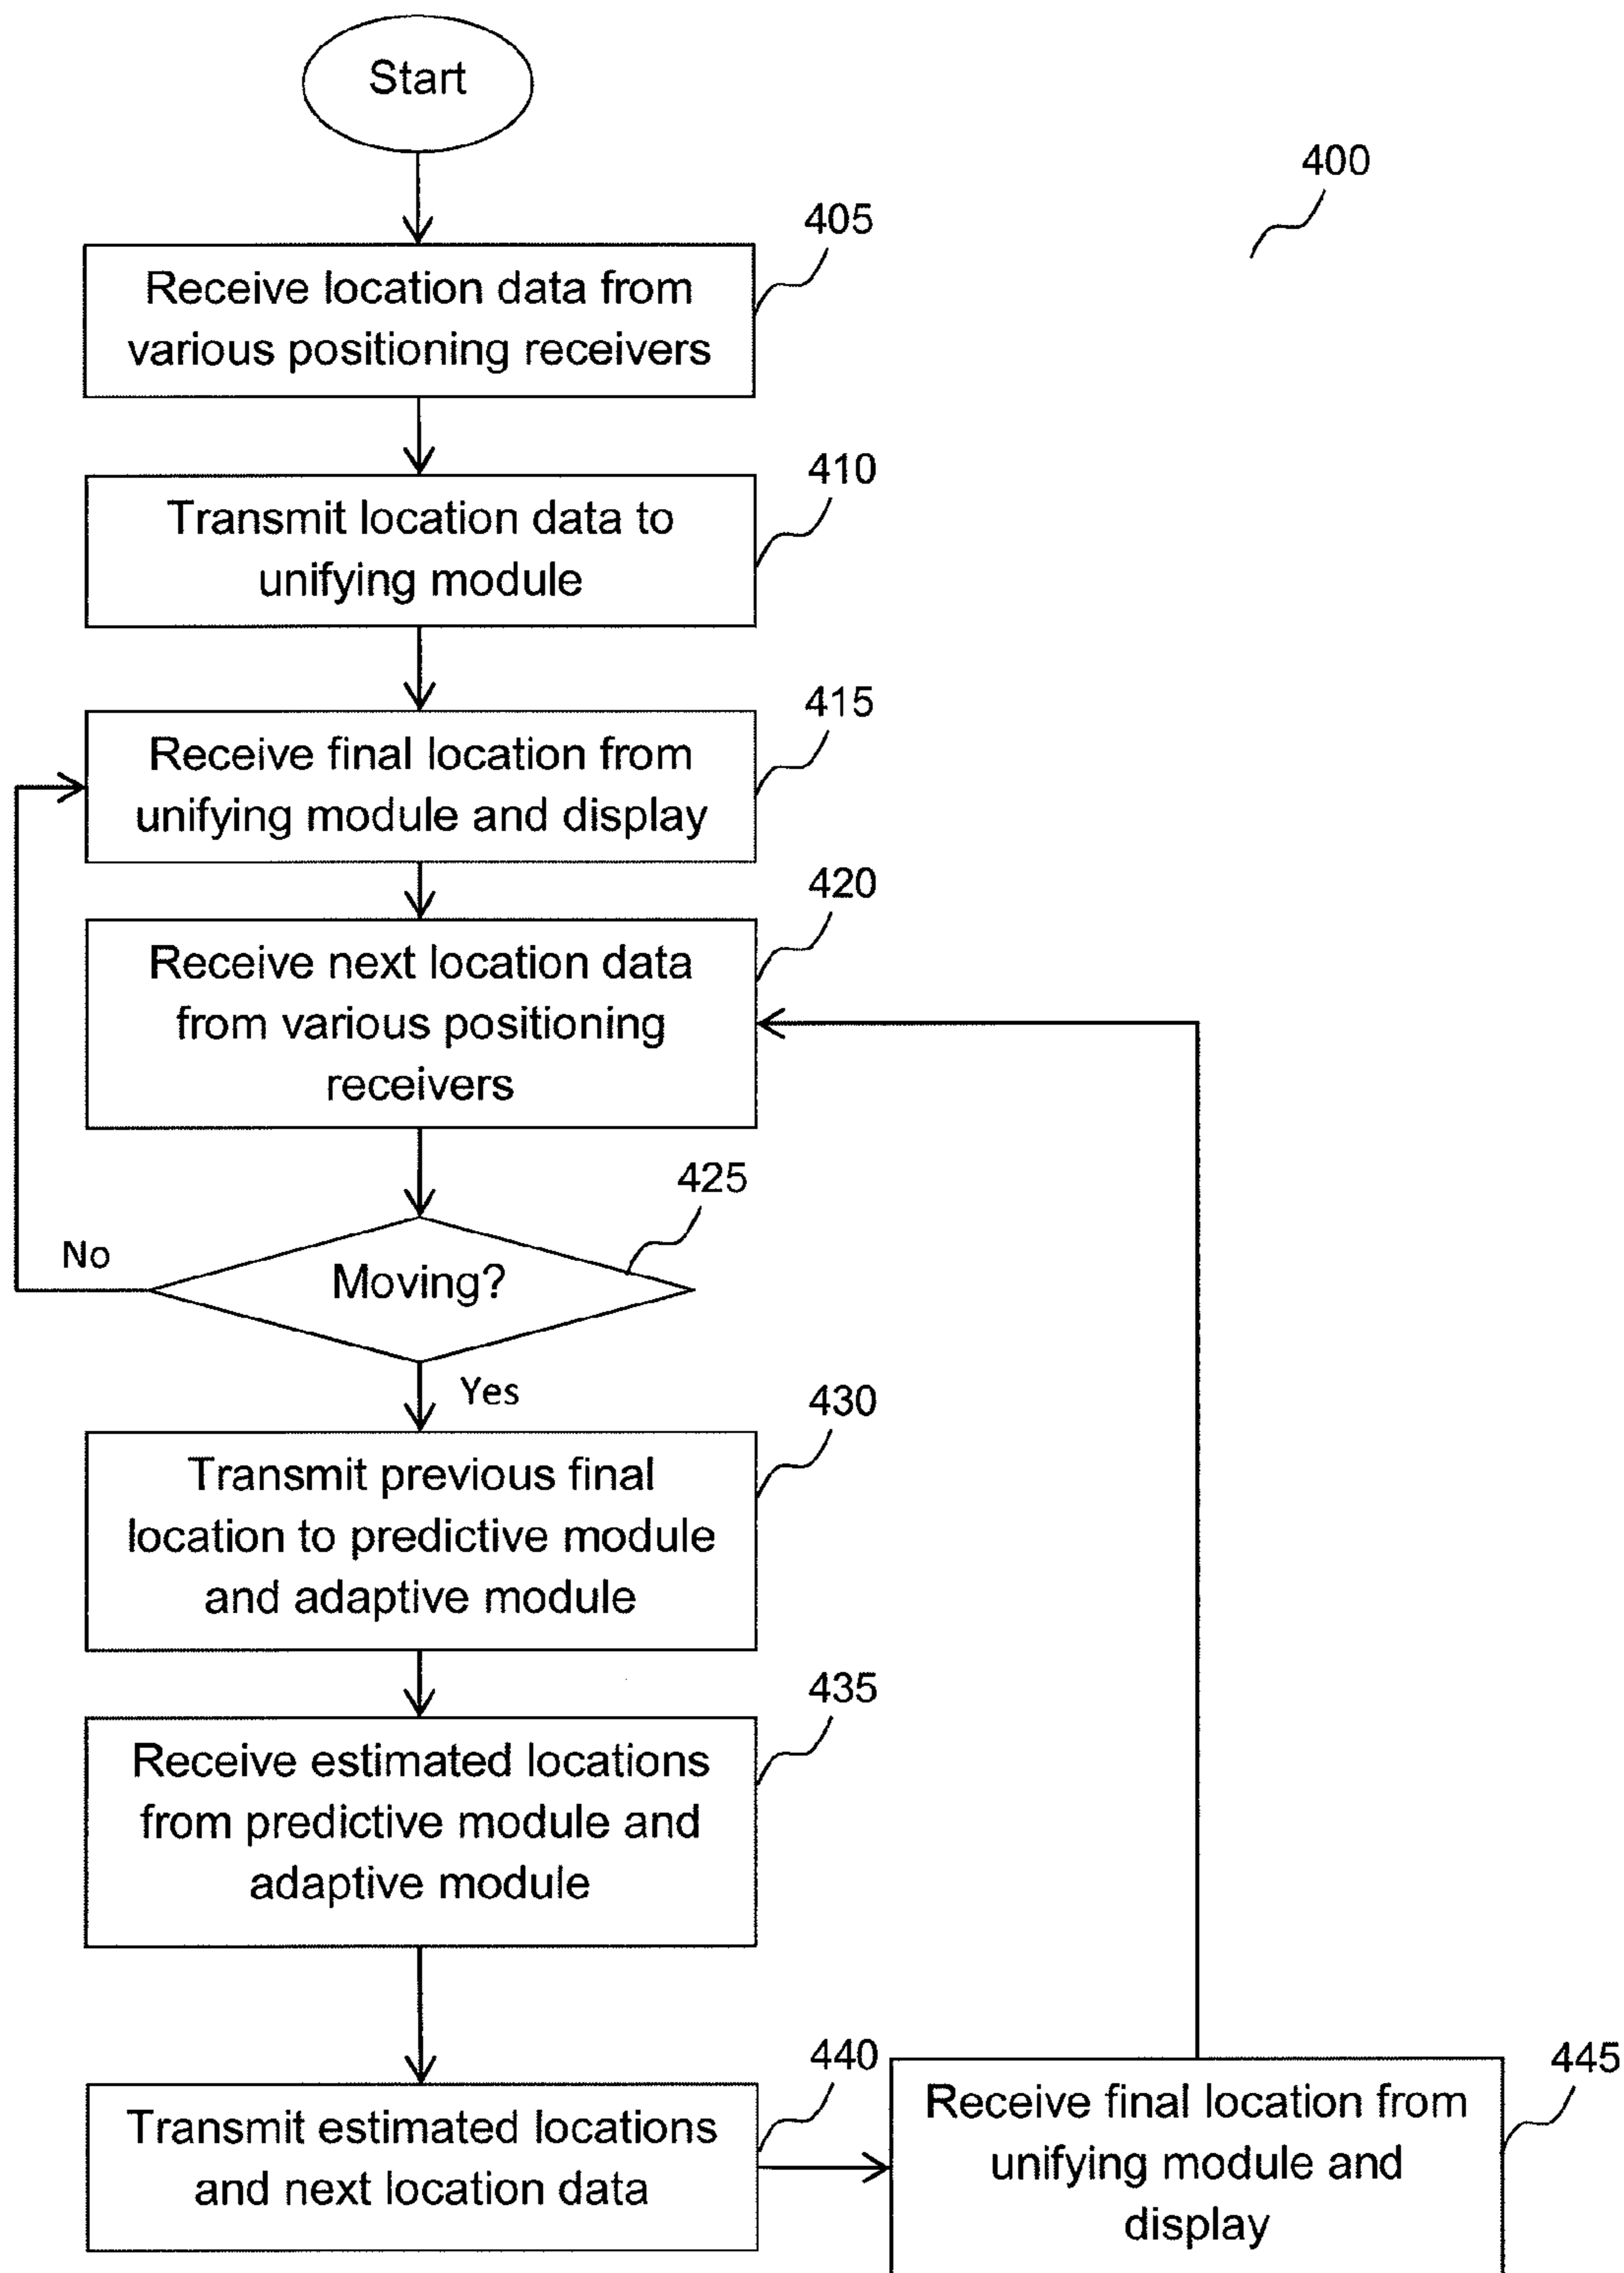 Start
400
405
Receive location data from
various positioning receivers
410
Transmit location data to
unifying module
415
Receive final location from
unifying module and display
420
Receive next location data
from various positioning
receivers
425
No
Moving?
Yes
430
Transmit previous final
location to predictive module
and adaptive module
435
Receive estimated locations
from predictive module and
adaptive module
440
Transmit estimated locations
and next location data
445
Receive final location from
unifying module and
display